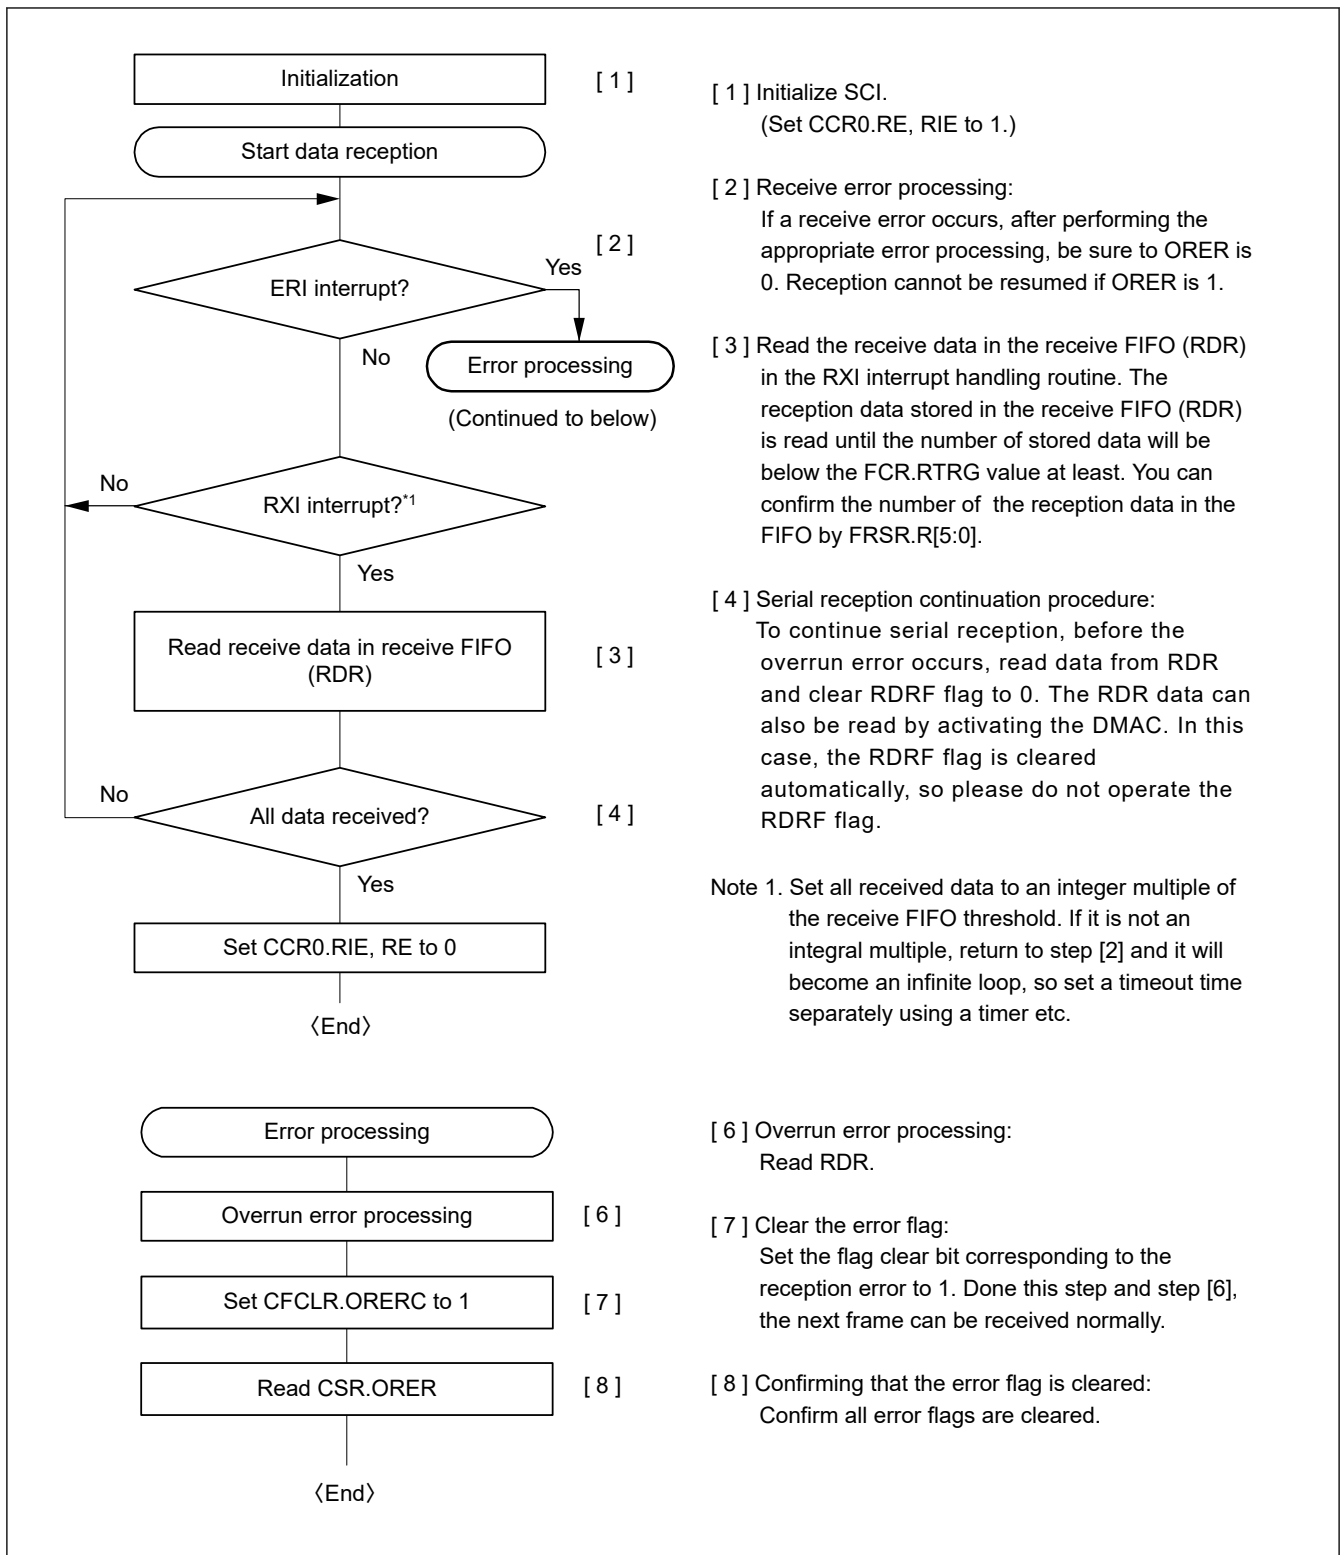 Initialization
[ 1 ]
Start data reception
[ 2 ]
ERI interrupt?
Yes
No
Error processing
(Continued to below)
No
RXI interrupt?*1
Yes
Read receive data in receive FIFO
(RDR)
[ 3 ]
No
All data received?
[ 4 ]
Yes
Set CCR0.RIE, RE to 0
〈End〉
[ 1 ] Initialize SCI.
(Set CCR0.RE, RIE to 1.)
[ 2 ] Receive error processing:
If a receive error occurs, after performing the
appropriate error processing, be sure to ORER is
0. Reception cannot be resumed if ORER is 1.
[ 3 ] Read the receive data in the receive FIFO (RDR)
in the RXI interrupt handling routine. The
reception data stored in the receive FIFO (RDR)
is read until the number of stored data will be
below the FCR.RTRG value at least. You can
confirm the number of  the reception data in the
FIFO by FRSR.R[5:0].
[ 4 ] Serial reception continuation procedure:
To continue serial reception, before the
overrun error occurs, read data from RDR
and clear RDRF flag to 0. The RDR data can
also be read by activating the DMAC. In this
case, the RDRF flag is cleared
automatically, so please do not operate the
RDRF flag.
Note 1. Set all received data to an integer multiple of
the receive FIFO threshold. If it is not an
integral multiple, return to step [2] and it will
become an infinite loop, so set a timeout time
separately using a timer etc.
Error processing
Overrun error processing
[ 6 ]
Set CFCLR.ORERC to 1
[ 7 ]
Read CSR.ORER
[ 8 ]
〈End〉
[ 6 ] Overrun error processing:
Read RDR.
[ 7 ] Clear the error flag:
Set the flag clear bit corresponding to the
reception error to 1. Done this step and step [6],
the next frame can be received normally.
[ 8 ] Confirming that the error flag is cleared:
Confirm all error flags are cleared.